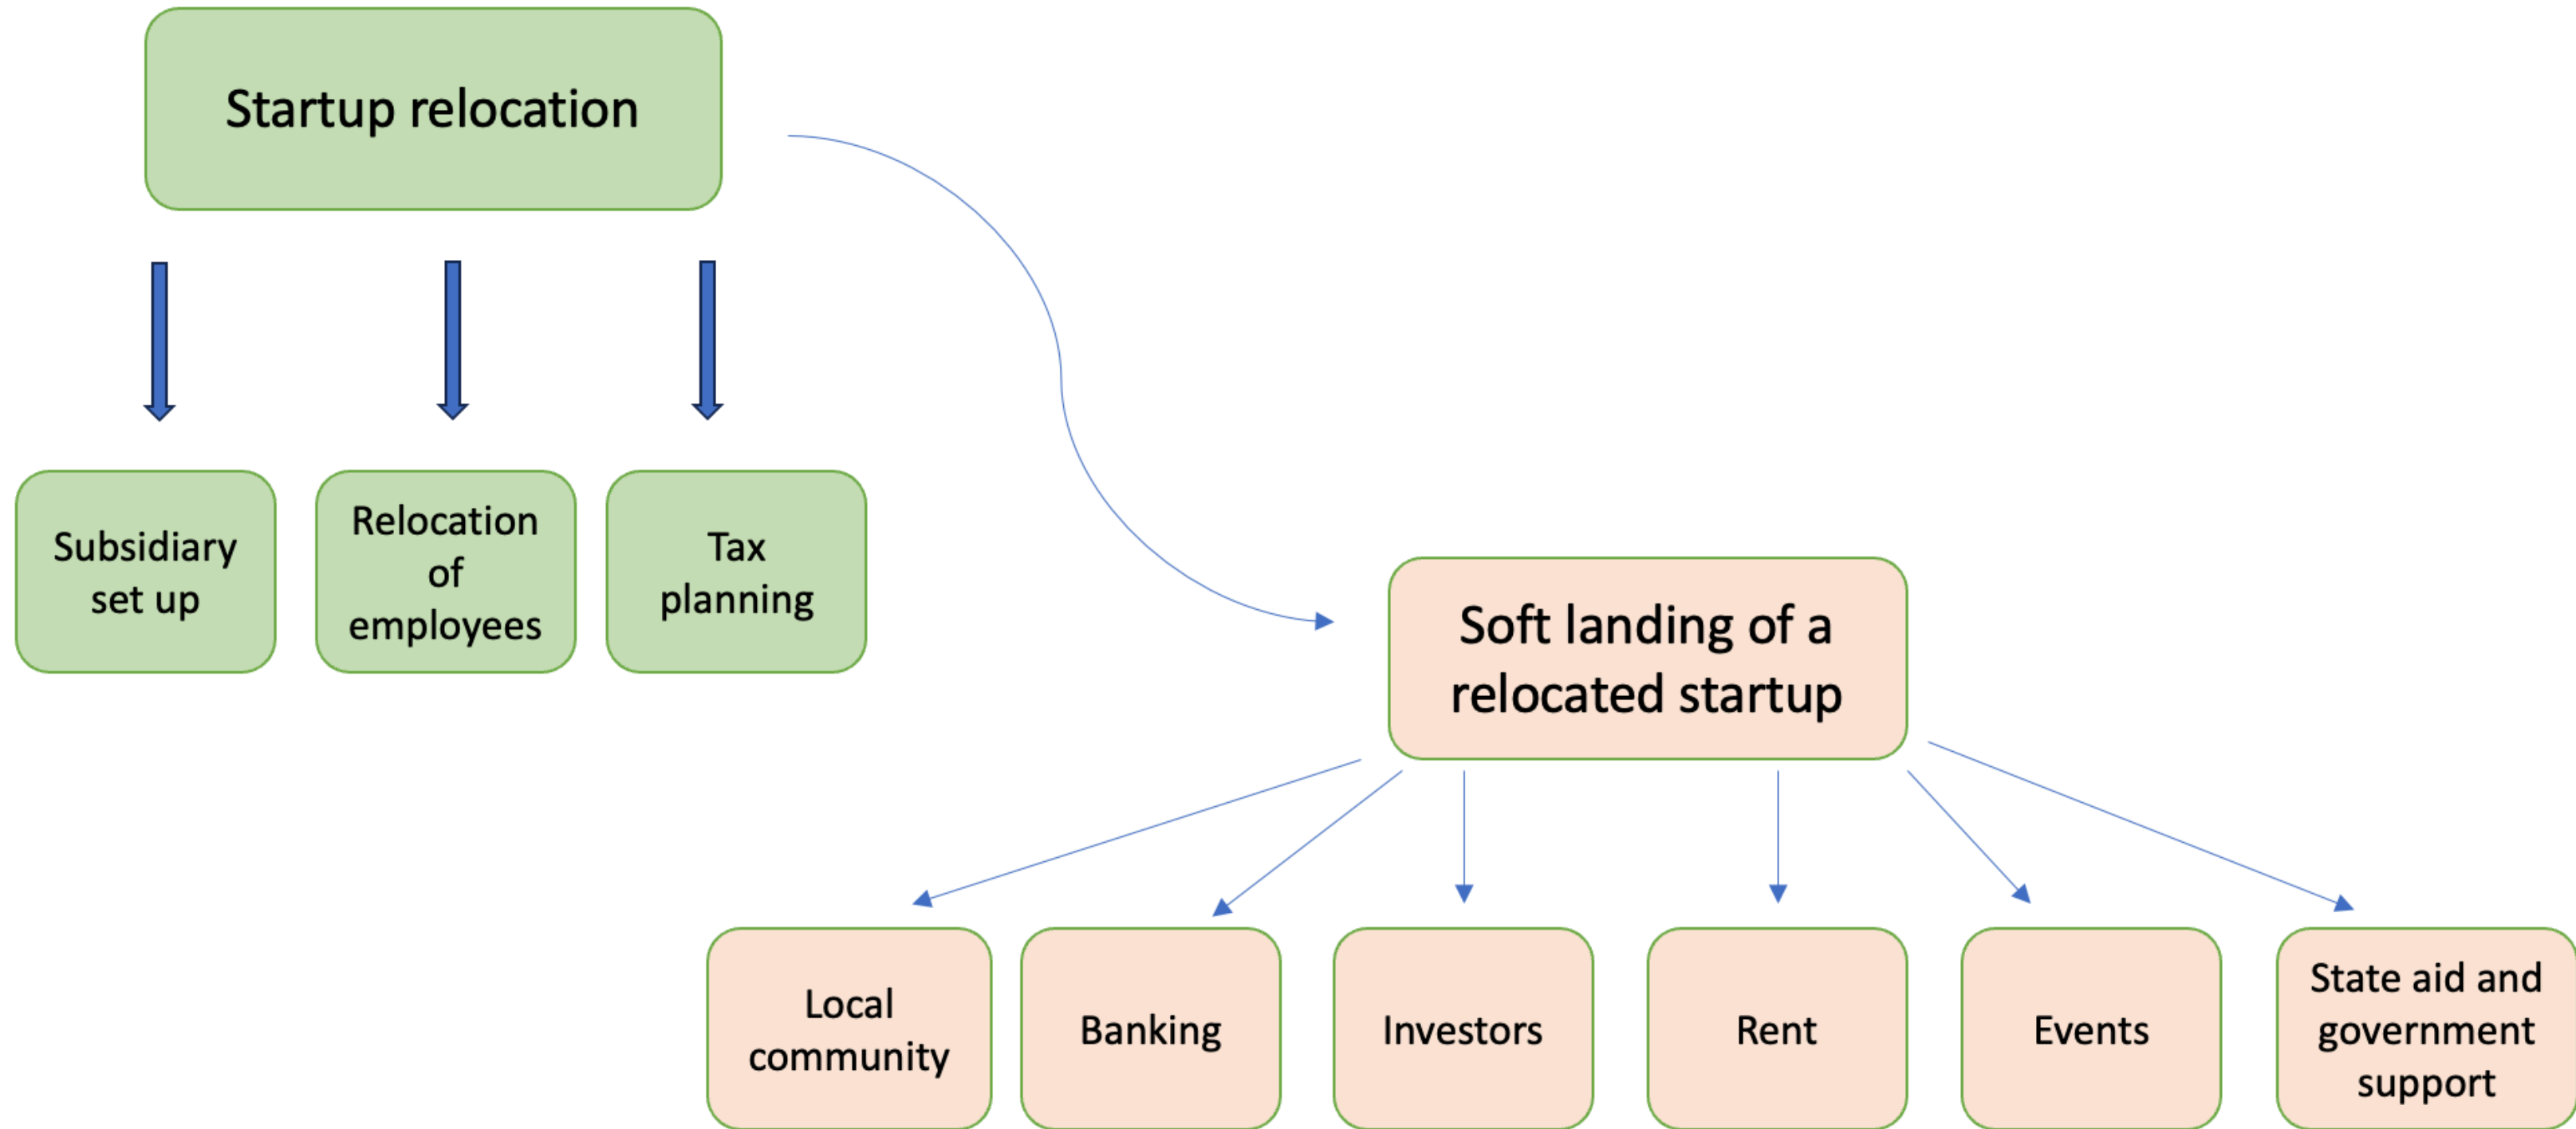 Startup relocation
Subsidiary
set up
Relocation
of
employees
Tax
planning
Soft landing of a
relocated startup
Local
community
Banking
Investors
Rent
Events
State aid and
government
support